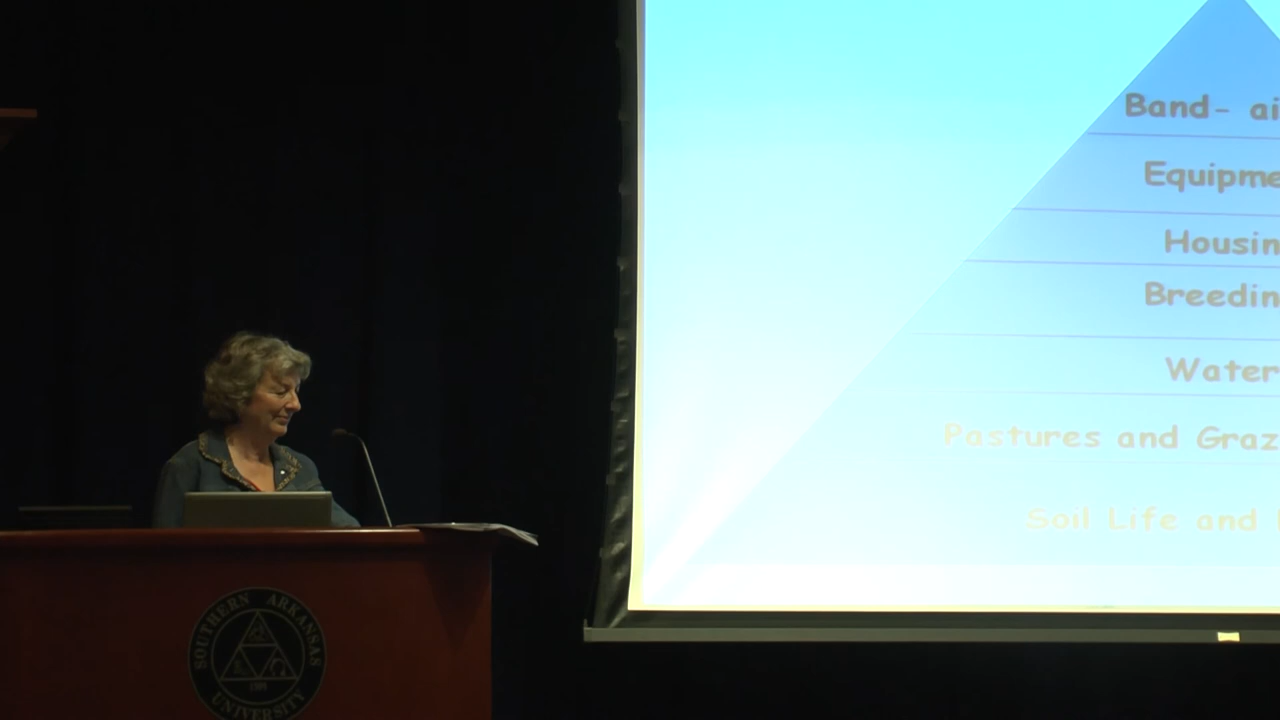 Band- ai
Equipme
Housin
Breedin
Water
Pastures and Graz
Soil Life and
SOUTHERN ARKANSAS
UNIVERSITY